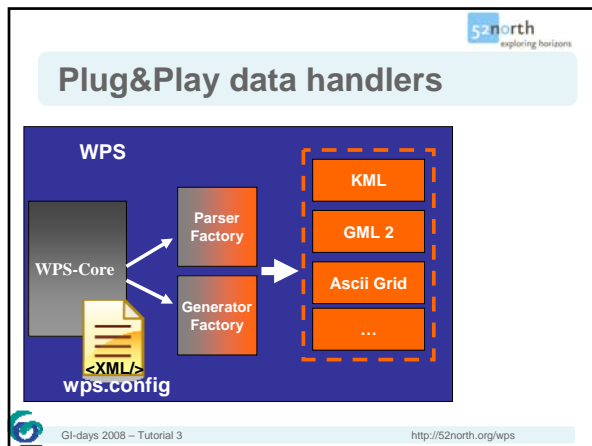 52north
exploring horizons
Plug&Play data handlers
WPS
WPS-Core
<XML/>
wps.config
Parser
Factory
Generator
Factory
KML
GML 2
Ascii Grid
…
GI-days 2008 – Tutorial 3
http://52north.org/wps